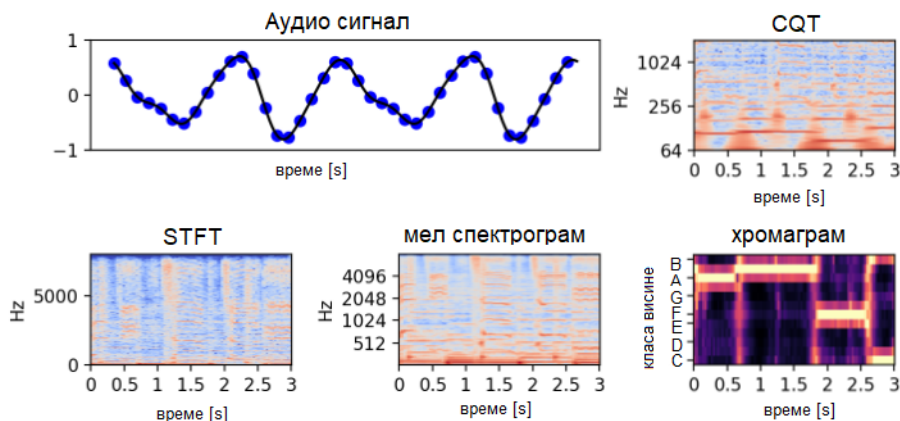 Аудио сигнал
1
0
−1
време [s]
CQT
Hz
1024
256
64
0 0.5 1 1.5 2 2.5 3
време [s]
STFT
Hz
5000
0
0 0.5 1 1.5 2 2.5 3
време [s]
мел спектрограм
Hz
4096
2048
1024
512
0 0.5 1 1.5 2 2.5 3
време [s]
хромаграм
класа висине
B
A
G
F
E
D
C
0 0.5 1 1.5 2 2.5 3
време [s]